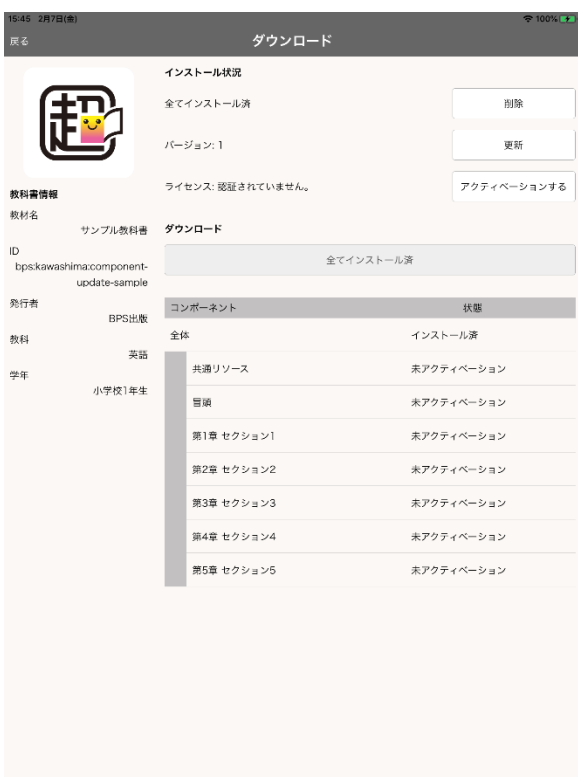 15:45 2月7日(金)
100%
戻る
ダウンロード
超
教科書情報
教材名
サンプル教科書
ID
bps:kawashima:component-
update-sample
発行者
BPS出版
教科
英語
学年
小学校1年生
インストール状況
全てインストール済
削除
バージョン: 1
更新
ライセンス: 認証されていません。
アクティベーションする
ダウンロード
全てインストール済
コンポーネント 状態
全体 インストール済
共通リソース 未アクティベーション
冒頭 未アクティベーション
第1章 セクション1 未アクティベーション
第2章 セクション2 未アクティベーション
第3章 セクション3 未アクティベーション
第4章 セクション4 未アクティベーション
第5章 セクション5 未アクティベーション